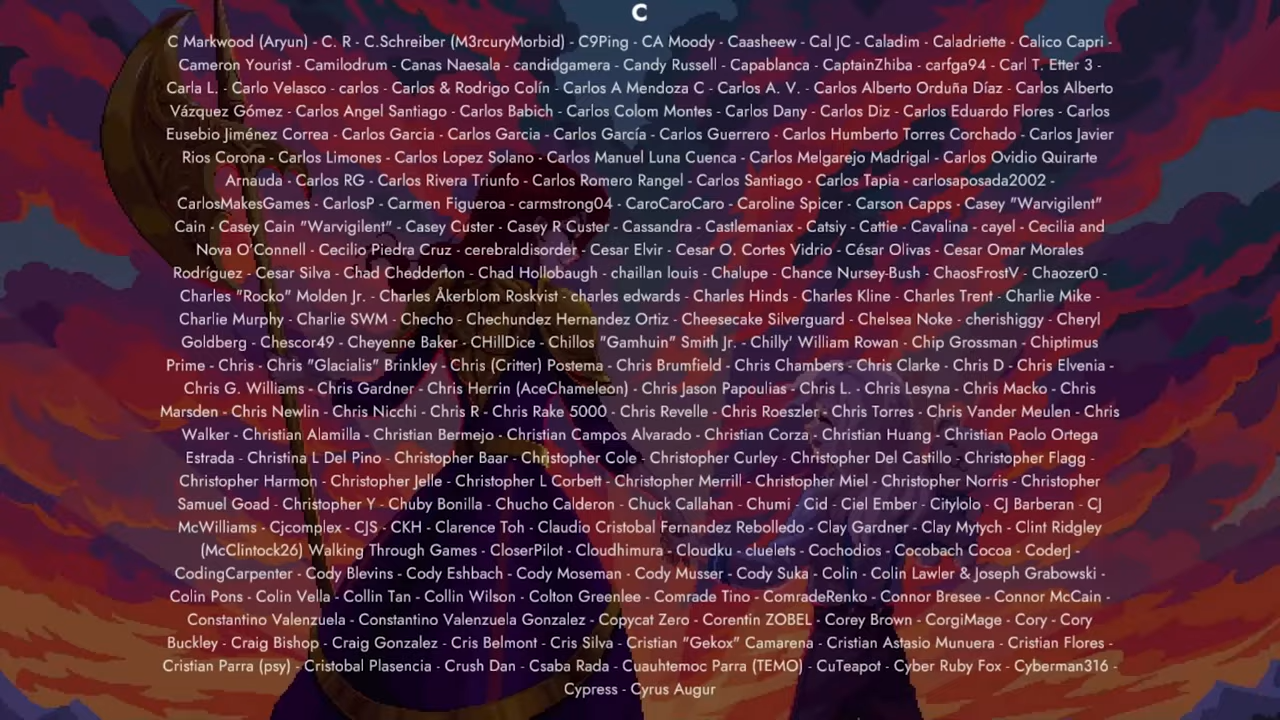 C
C Markwood (Aryun) - C. R - C.Schreiber (M3rcuryMorbid) - C9Ping - CA Moody - Caasheew - Cal JC - Caladim - Caladriette - Calico Capri -
Cameron Yourist - Camilodrum - Canas Naesala - candidgamera - Candy Russell - Capablanca - CaptainZhiba - carfga94 - Carl T. Etter 3 -
Carla L. - Carlo Velasco - carlos - Carlos & Rodrigo Colín - Carlos A Mendoza C - Carlos A. V. - Carlos Alberto Orduña Díaz - Carlos Alberto
Vázquez Gómez - Carlos Angel Santiago - Carlos Babich - Carlos Colom Montes - Carlos Dany - Carlos Diz - Carlos Eduardo Flores - Carlos
Eusebio Jiménez Correa - Carlos Garcia - Carlos Garcia - Carlos García - Carlos Guerrero - Carlos Humberto Torres Corchado - Carlos Javier
Rios Corona - Carlos Limones - Carlos Lopez Solano - Carlos Manuel Luna Cuenca - Carlos Melgarejo Madrigal - Carlos Ovidio Quirarte
Arnauda - Carlos RG - Carlos Rivera Triunfo - Carlos Romero Rangel - Carlos Santiago - Carlos Tapia - carlosaposada2002 -
CarlosMakesGames - CarlosP - Carmen Figueroa - carmstrong04 - CaroCaroCaro - Caroline Spicer - Carson Capps - Casey "Warvigilent"
Cain - Casey Cain "Warvigilent" - Casey Custer - Casey R Custer - Cassandra - Castlemaniax - Catsiy - Cattie - Cavalina - cayel - Cecilia and
Nova O'Connell - Cecilio Piedra Cruz - cerebraldisorder - Cesar Elvir - Cesar O. Cortes Vidrio - César Olivas - Cesar Omar Morales
Rodríguez - Cesar Silva - Chad Chedderton - Chad Hollobaugh - chaillan louis - Chalupe - Chance Nursey-Bush - ChaosFrostV - Chaozer0 -
Charles "Rocko" Molden Jr. - Charles Åkerblom Roskvist - charles edwards - Charles Hinds - Charles Kline - Charles Trent - Charlie Mike -
Charlie Murphy - Charlie SWM - Checho - Chechundez Hernandez Ortiz - Cheesecake Silverguard - Chelsea Noke - cherishiggy - Cheryl
Goldberg - Chescor49 - Cheyenne Baker - CHillDice - Chillos "Gamhuin" Smith Jr. - Chilly' William Rowan - Chip Grossman - Chiptimus
Prime - Chris - Chris "Glacialis" Brinkley - Chris (Critter) Postema - Chris Brumfield - Chris Chambers - Chris Clarke - Chris D - Chris Elvenia -
Chris G. Williams - Chris Gardner - Chris Herrin (AceChameleon) - Chris Jason Papoulias - Chris L. - Chris Lesyna - Chris Macko - Chris
Marsden - Chris Newlin - Chris Nicchi - Chris R - Chris Rake 5000 - Chris Revelle - Chris Roeszler - Chris Torres - Chris Vander Meulen - Chris
Walker - Christian Alamilla - Christian Bermejo - Christian Campos Alvarado - Christian Corza - Christian Huang - Christian Paolo Ortega
Estrada - Christina L Del Pino - Christopher Baar - Christopher Cole - Christopher Curley - Christopher Del Castillo - Christopher Flagg -
Christopher Harmon - Christopher Jelle - Christopher L Corbett - Christopher Merrill - Christopher Miel - Christopher Norris - Christopher
Samuel Goad - Christopher Y - Chuby Bonilla - Chucho Calderon - Chuck Callahan - Chumi - Cid - Ciel Ember - Citylolo - CJ Barberan - CJ
McWilliams - Cjcomplex - CJS - CKH - Clarence Toh - Claudio Cristobal Fernandez Rebolledo - Clay Gardner - Clay Mytych - Clint Ridgley
(McClintock26) Walking Through Games - CloserPilot - Cloudhimura - Cloudku - cluelets - Cochodios - Cocobach Cocoa - CoderJ -
CodingCarpenter - Cody Blevins - Cody Eshbach - Cody Moseman - Cody Musser - Cody Suka - Colin - Colin Lawler & Joseph Grabowski -
Colin Pons - Colin Vella - Collin Tan - Collin Wilson - Colton Greenlee - Comrade Tino - ComradeRenko - Connor Bresee - Connor McCain -
Constantino Valenzuela - Constantino Valenzuela Gonzalez - Copycat Zero - Corentin ZOBEL - Corey Brown - CorgiMage - Cory - Cory
Buckley - Craig Bishop - Craig Gonzalez - Cris Belmont - Cris Silva - Cristian "Gekox" Camarena - Cristian Astasio Munuera - Cristian Flores -
Cristian Parra (psy) - Cristobal Plasencia - Crush Dan - Csaba Rada - Cuauhtemoc Parra (TEMO) - CuTeapot - Cyber Ruby Fox - Cyberman316 -
Cypress - Cyrus Augur